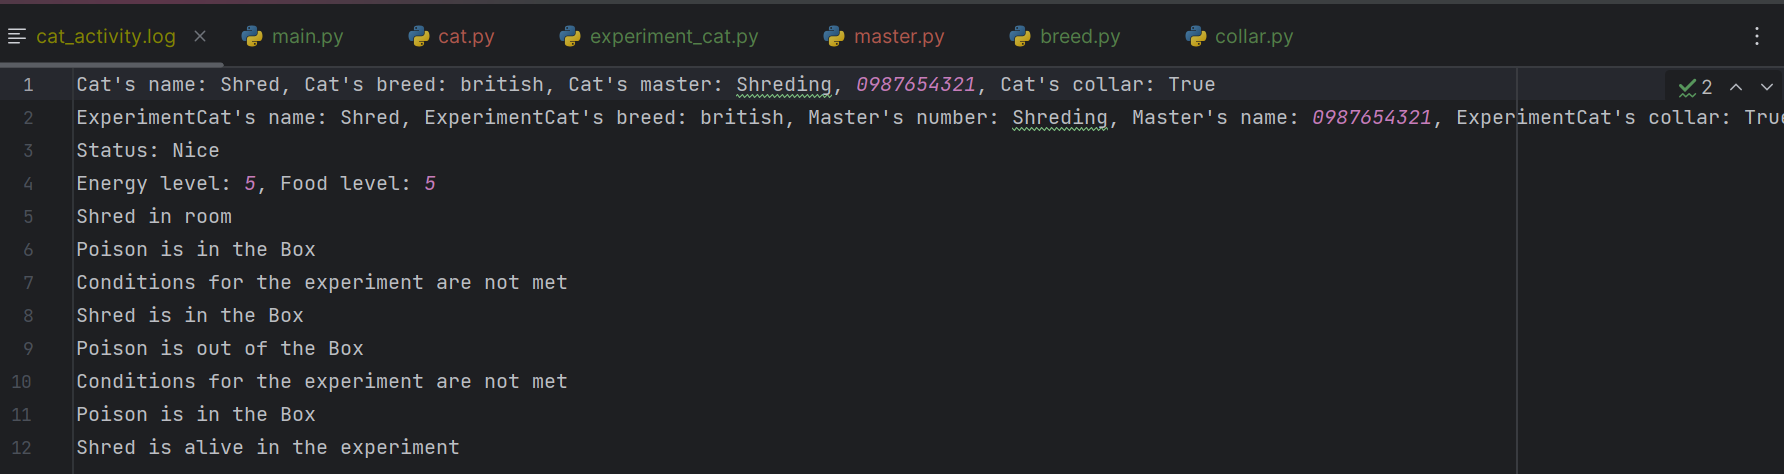 cat_activity.log main.py cat.py experiment_cat.py master.py breed.py collar.py
1 Cat's name: Shred, Cat's breed: british, Cat's master: Shreding, 0987654321, Cat's collar: True 2
2 ExperimentCat's name: Shred, ExperimentCat's breed: british, Master's number: Shreding, Master's name: 0987654321, ExperimentCat's collar: True
3 Status: Nice
4 Energy level: 5, Food level: 5
5 Shred in room
6 Poison is in the Box
7 Conditions for the experiment are not met
8 Shred is in the Box
9 Poison is out of the Box
10 Conditions for the experiment are not met
11 Poison is in the Box
12 Shred is alive in the experiment